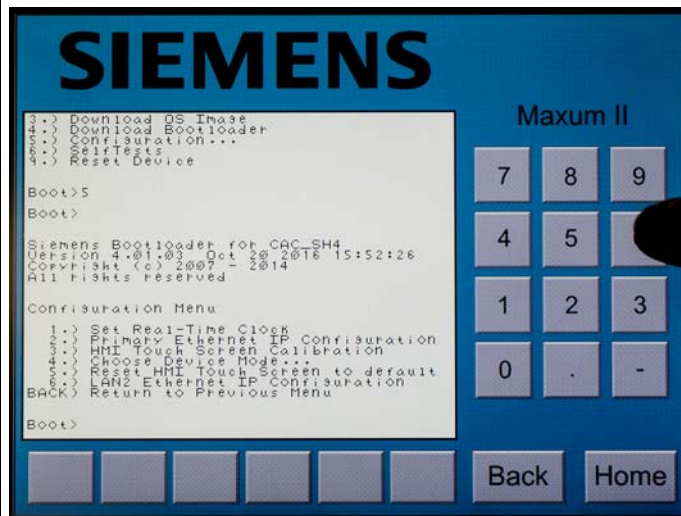 SIEMENS
3.) Download OS Image
4.) Download Bootloader
5.) Configuration...
6.) SelfTests
9.) Reset Device
Boot>5
Boot>
Siemens Bootloader for CAC_SH4
Version 4.01.03 Oct 20 2016 15:52:26
Copyright (c) 2007 - 2014
All rights reserved
Configuration Menu
1.) Set Real-Time Clock
2.) Primary Ethernet IP Configuration
3.) HMI Touch Screen Calibration
4.) Choose Device Mode...
5.) Reset HMI Touch Screen to default
6.) LAN2 Ethernet IP Configuration
BACK) Return to Previous Menu
Boot>
Maxum II
7 8 9
4 5
1 2 3
0 . -
Back Home